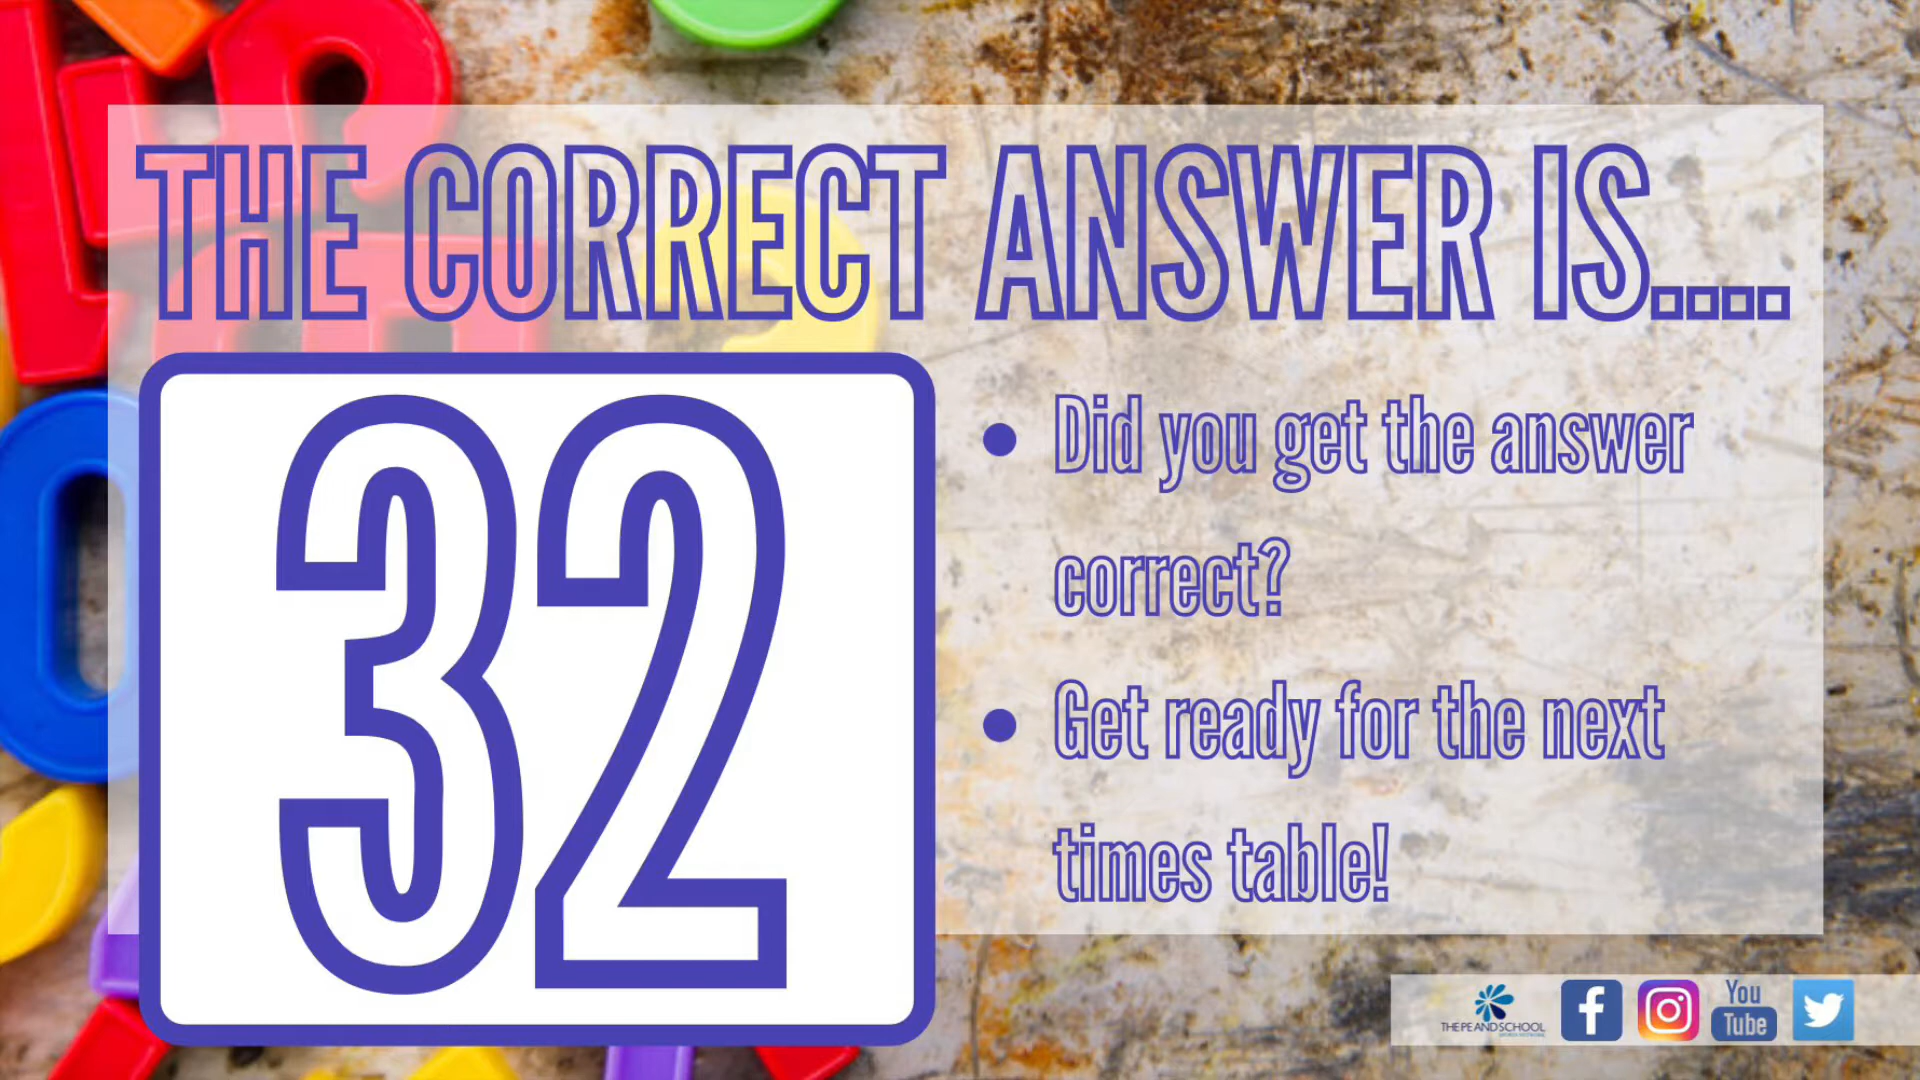 THE CORRECT ANSWER IS....
32
• Did you get the answer
correct?
• Get ready for the next
times table!
THE PE AND SCHOOL
You
Tube